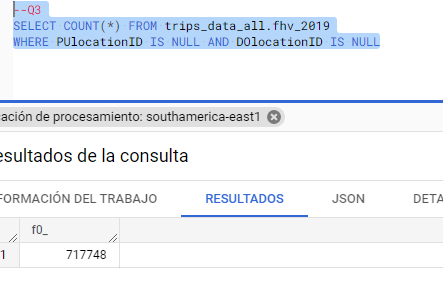 --Q3
SELECT COUNT(*) FROM trips_data_all.fhv_2019
WHERE PUlocationID IS NULL AND DOlocationID IS NULL
cación de procesamiento: southamerica-east1
esultados de la consulta
FORMACIÓN DEL TRABAJO RESULTADOS JSON DETA
f0_
1 717748